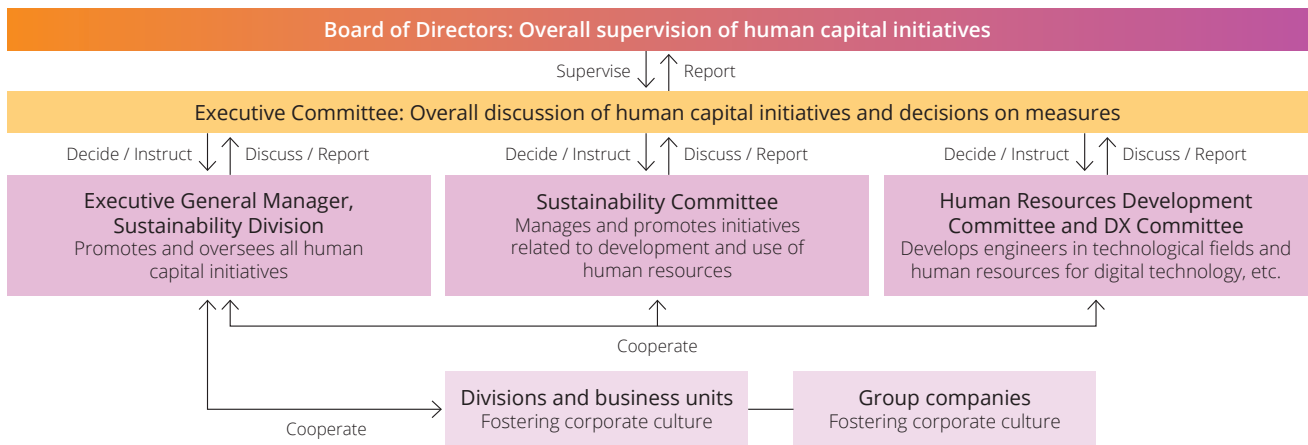 Board of Directors: Overall supervision of human capital initiatives
Supervise
Report
Executive Committee: Overall discussion of human capital initiatives and decisions on measures
Decide / Instruct
Discuss / Report
Decide / Instruct
Discuss / Report
Decide / Instruct
Discuss / Report
Executive General Manager,
Sustainability Division
Promotes and oversees all human
capital initiatives
Sustainability Committee
Manages and promotes initiatives
related to development and use of
human resources
Human Resources Development
Committee and DX Committee
Develops engineers in technological fields and
human resources for digital technology, etc.
Cooperate
Divisions and business units
Fostering corporate culture
Group companies
Fostering corporate culture
Cooperate